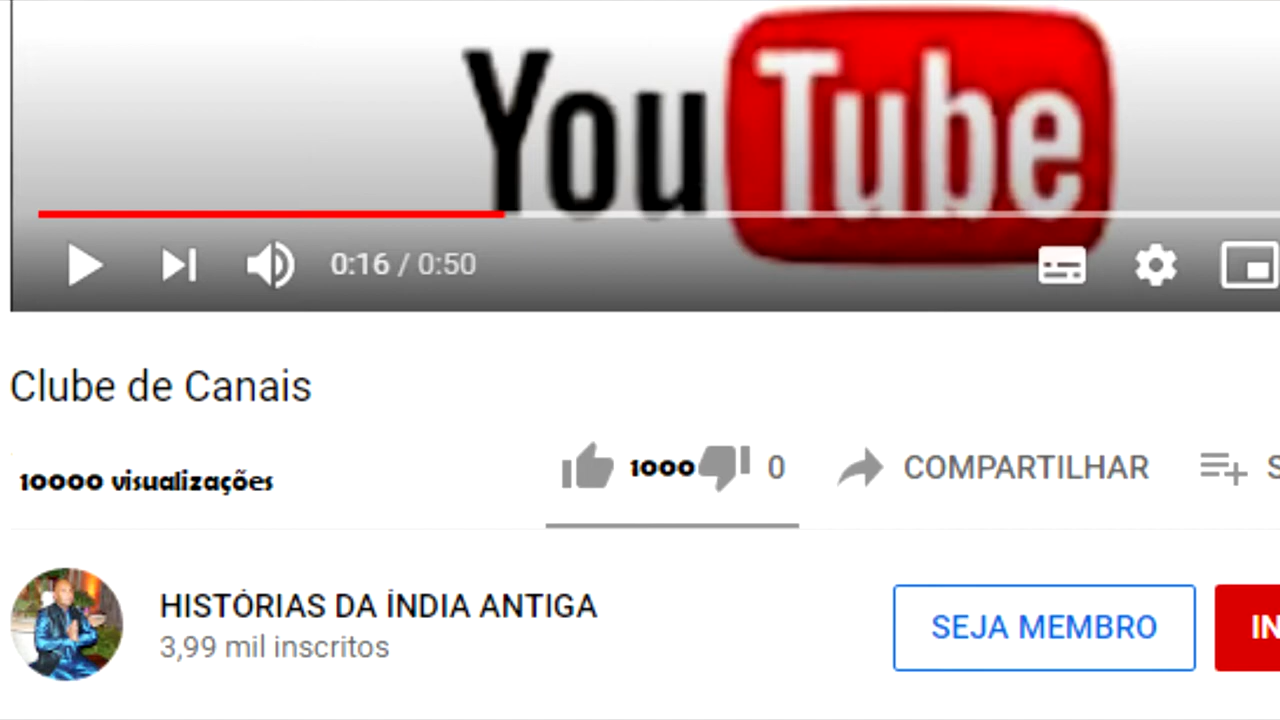 YouTube
0:16 / 0:50
Clube de Canais
10000 visualizações
1000 0 COMPARTILHAR S
HISTÓRIAS DA ÍNDIA ANTIGA
3,99 mil inscritos
SEJA MEMBRO IN